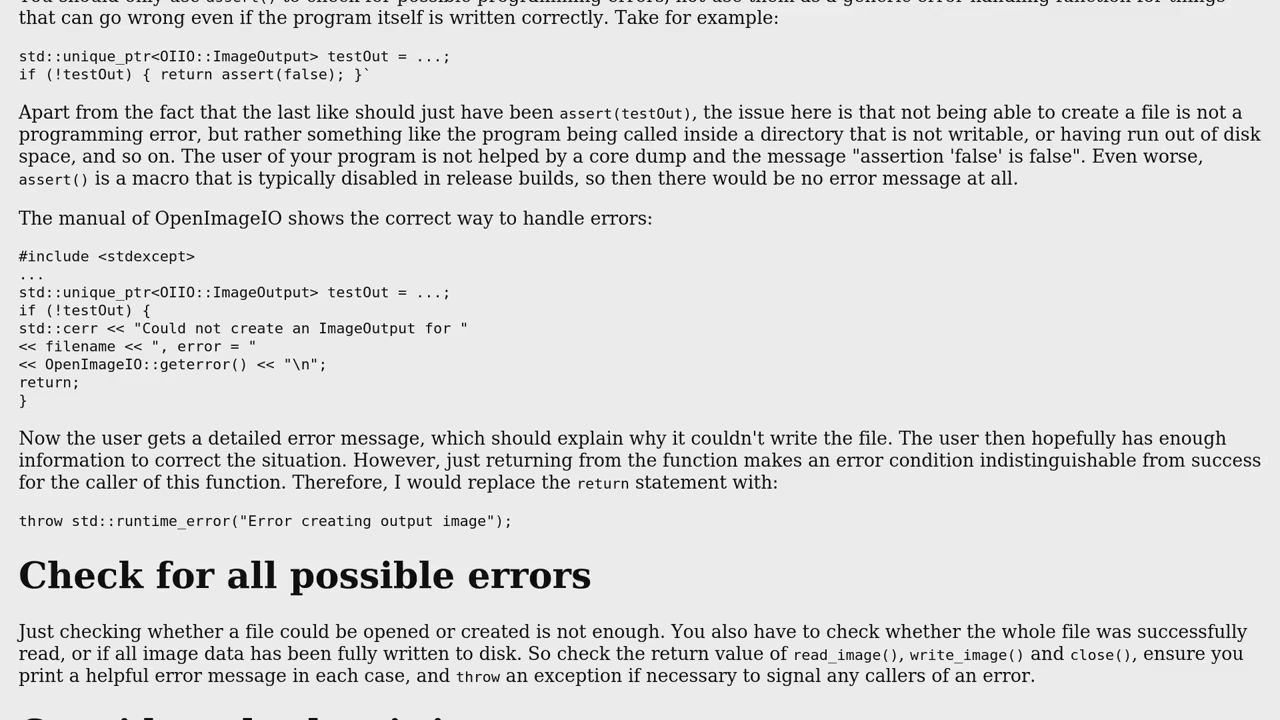 that can go wrong even if the program itself is written correctly. Take for example:
std::unique_ptr<OIIO::ImageOutput> testOut = ...;
if (!testOut) { return assert(false); }`
Apart from the fact that the last like should just have been assert(testOut), the issue here is that not being able to create a file is not a
programming error, but rather something like the program being called inside a directory that is not writable, or having run out of disk
space, and so on. The user of your program is not helped by a core dump and the message "assertion 'false' is false". Even worse,
assert() is a macro that is typically disabled in release builds, so then there would be no error message at all.
The manual of OpenImageIO shows the correct way to handle errors:
#include <stdexcept>
...
std::unique_ptr<OIIO::ImageOutput> testOut = ...;
if (!testOut) {
std::cerr << "Could not create an ImageOutput for "
<< filename << ", error = "
<< OpenImageIO::geterror() << "\n";
return;
}
Now the user gets a detailed error message, which should explain why it couldn't write the file. The user then hopefully has enough
information to correct the situation. However, just returning from the function makes an error condition indistinguishable from success
for the caller of this function. Therefore, I would replace the return statement with:
throw std::runtime_error("Error creating output image");
Check for all possible errors
Just checking whether a file could be opened or created is not enough. You also have to check whether the whole file was successfully
read, or if all image data has been fully written to disk. So check the return value of read_image(), write_image() and close(), ensure you
print a helpful error message in each case, and throw an exception if necessary to signal any callers of an error.